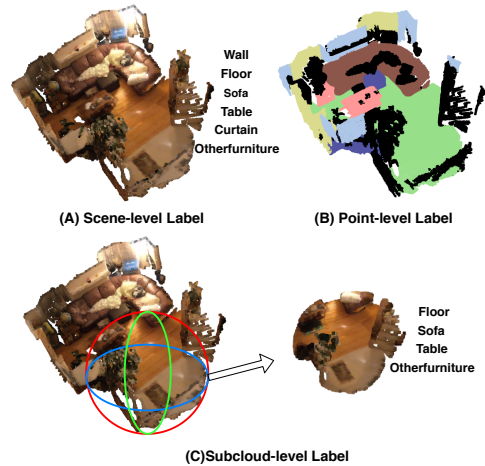 Wall
Floor
Sofa
Table
Curtain
Otherfurniture
(A) Scene-level Label
(B) Point-level Label
Floor
Sofa
Table
Otherfurniture
(C)Subcloud-level Label